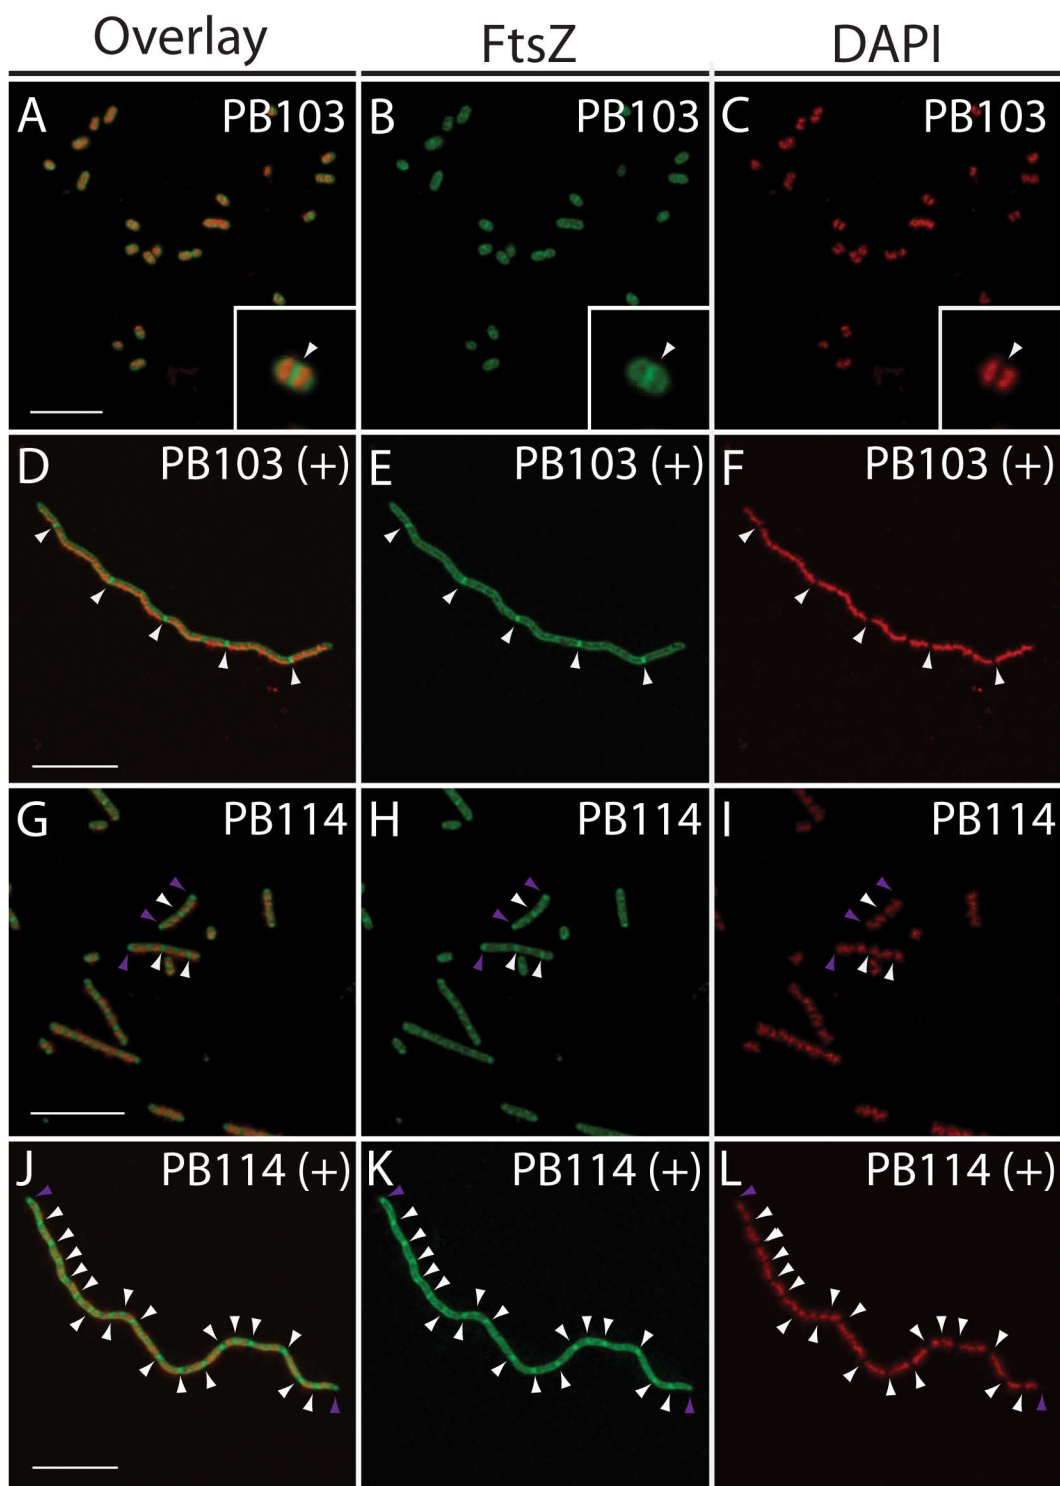 Overlay FtsZ DAPI
A PB103 B PB103 C PB103
D PB103 (+) E PB103 (+) F PB103 (+)
G PB114 H PB114 I PB114
J PB114 (+) K PB114 (+) L PB114 (+)